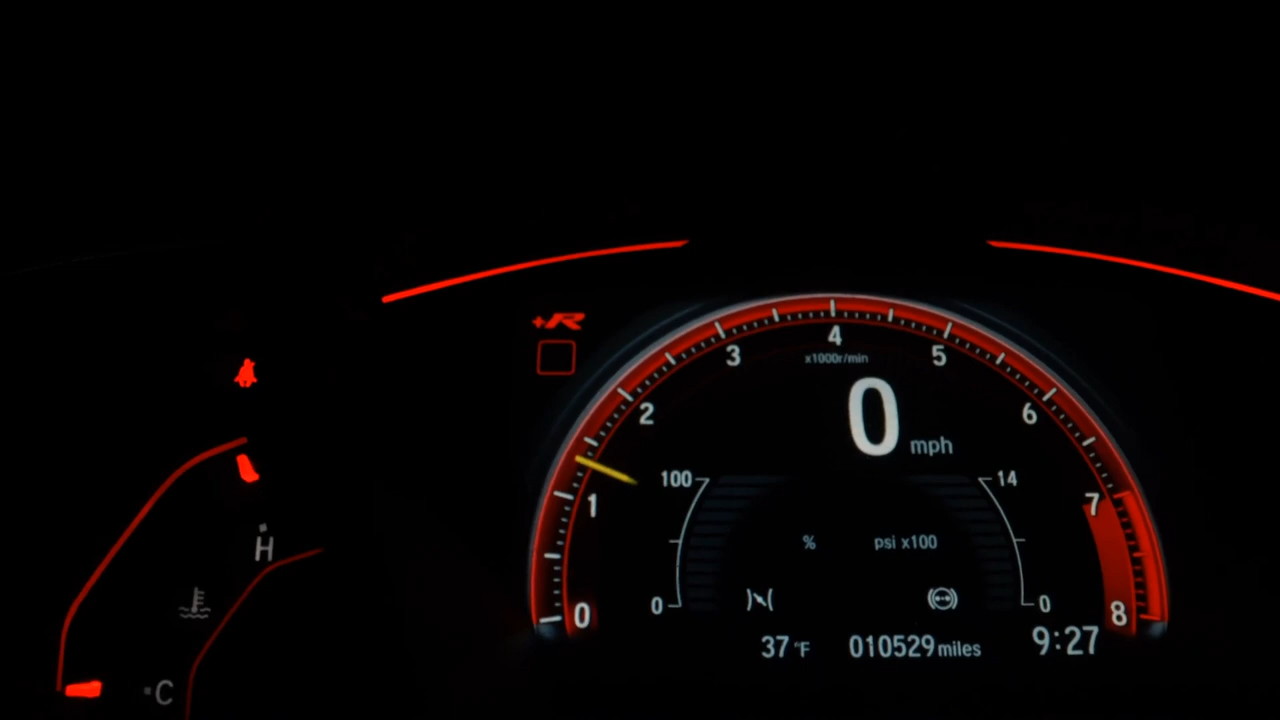 +R
4
3 5
x1000r/min
2 6
0 mph
100 14
1 7
% psi x100
H
0 0
0 8
37 °F 010529 miles 9:27
C